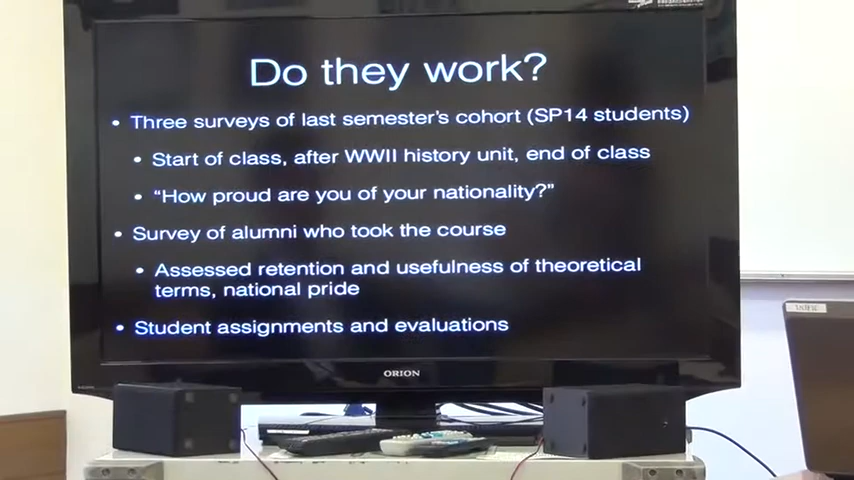 Do they work?
• Three surveys of last semester's cohort (SP14 students)
• Start of class, after WWII history unit, end of class
• "How proud are you of your nationality?"
• Survey of alumni who took the course
• Assessed retention and usefulness of theoretical
terms, national pride
• Student assignments and evaluations
ORION